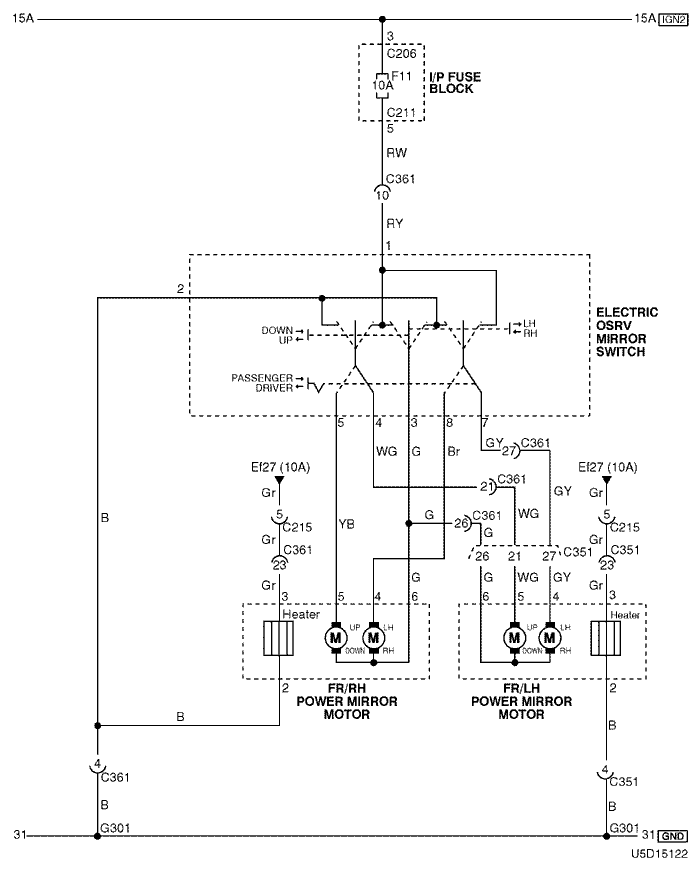 15A
15A IGN2
3
C206
F11
10A
I/P FUSE
BLOCK
C211
5
RW
C361
10
RY
1
2
ELECTRIC
OSRV
MIRROR
SWITCH
DOWN
UP
LH
RH
PASSENGER
DRIVER
5 4 3 8 7
WG G Br
GY 27 C361
Ef27 (10A)
Ef27 (10A)
Gr
21 C361
GY
Gr
5
C215
B
YB
G 26 C361
WG
5
C215
Gr
C361
G
Gr
C351
26 21 27 C351
23
23
Gr
G
G WG GY
Gr
3 5 4 6
6 5 4 3
Heater
UP LH
M M
DOWN RH
UP LH
M M
DOWN RH
Heater
2
2
FR/RH
POWER MIRROR
MOTOR
FR/LH
POWER MIRROR
MOTOR
B
B
4
C361
4
C351
B
B
31
G301
G301
31 GND
U5D15122